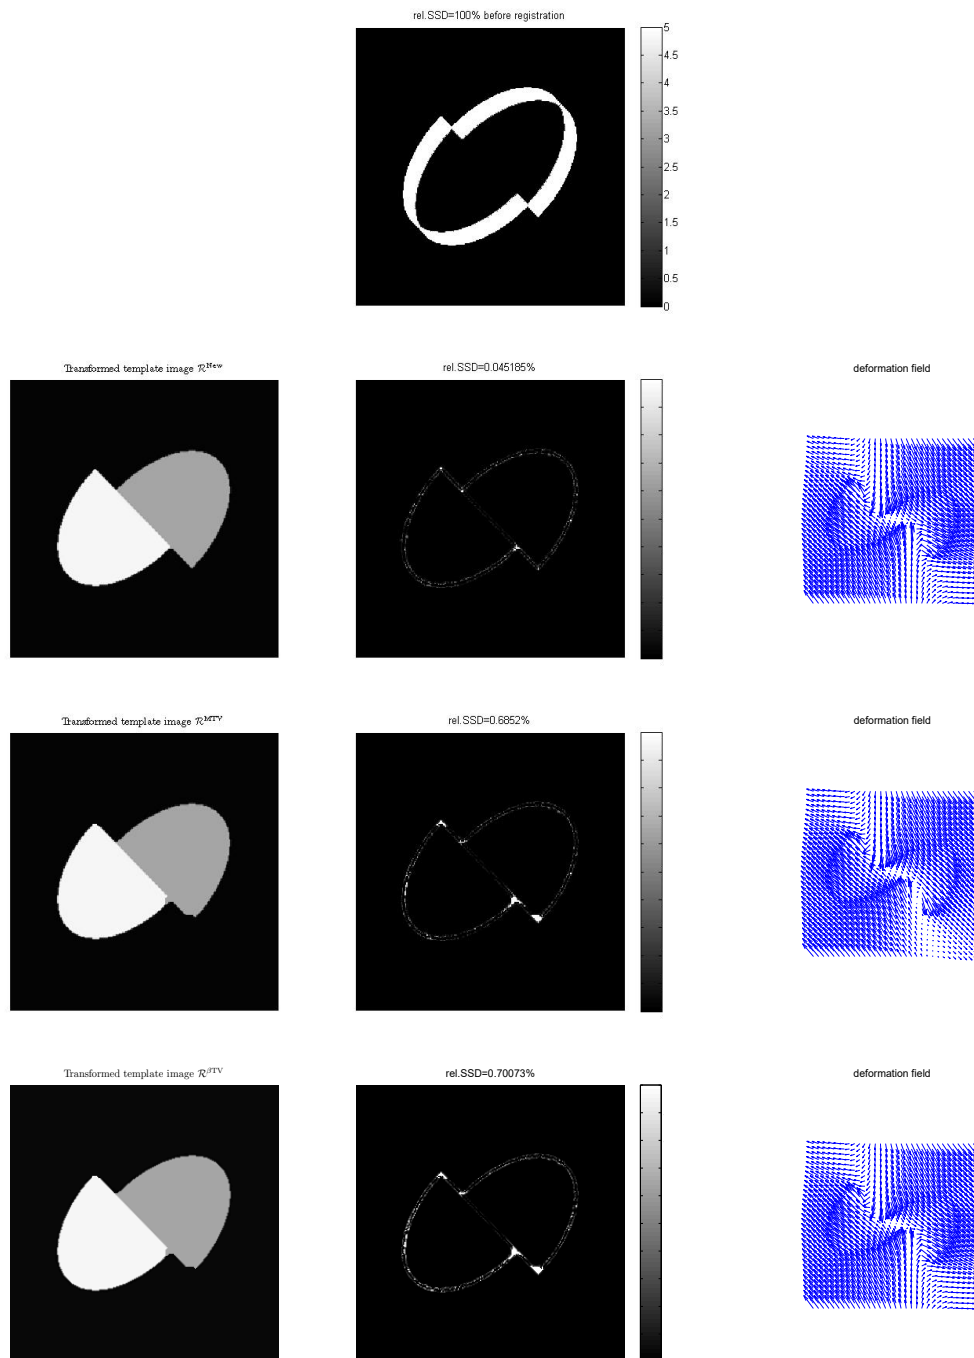 rel.SSD=100% before registration
5
4.5
4
3.5
3
2.5
2
1.5
1
0.5
0
Transformed template image 𝓡^New
rel.SSD=0.045185%
deformation field
Transformed template image 𝓡^MTV
rel.SSD=0.6852%
deformation field
Transformed template image 𝓡^βTV
rel.SSD=0.70073%
deformation field